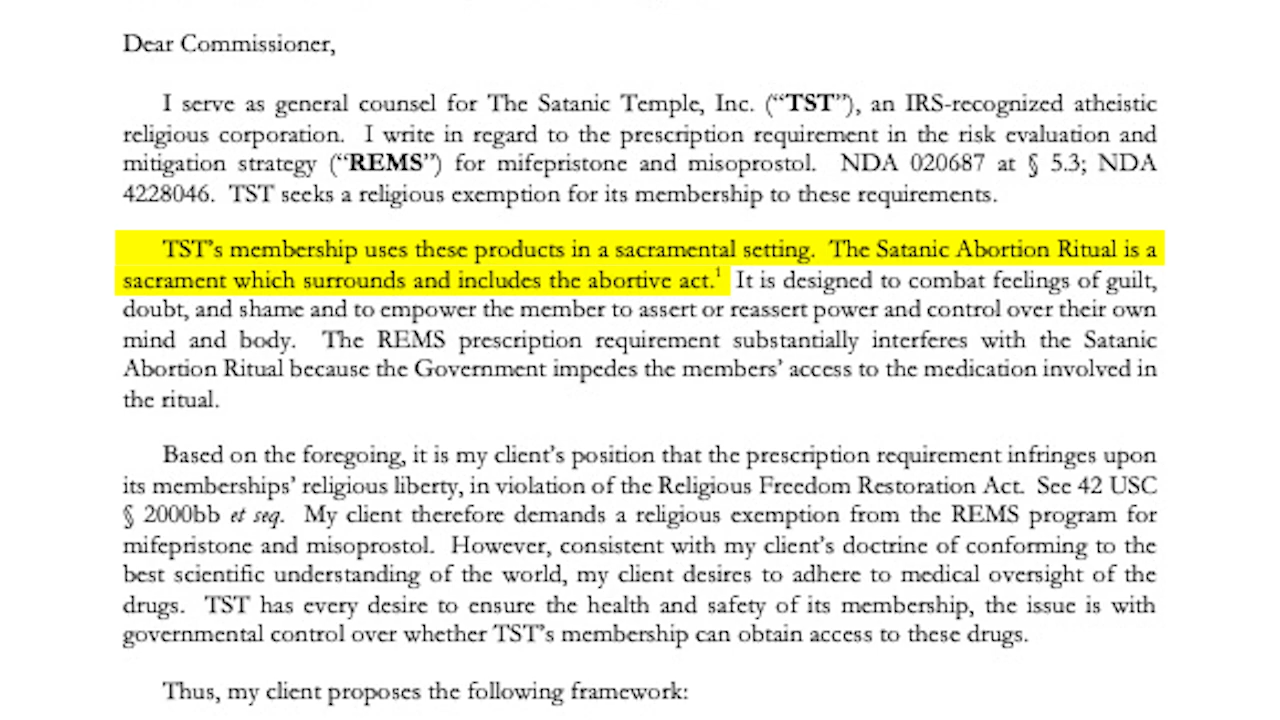 Dear Commissioner,
I serve as general counsel for The Satanic Temple, Inc. (“TST”), an IRS-recognized atheistic
religious corporation. I write in regard to the prescription requirement in the risk evaluation and
mitigation strategy (“REMS”) for mifepristone and misoprostol. NDA 020687 at § 5.3; NDA
4228046. TST seeks a religious exemption for its membership to these requirements.
TST’s membership uses these products in a sacramental setting. The Satanic Abortion Ritual is a
sacrament which surrounds and includes the abortive act.1 It is designed to combat feelings of guilt,
doubt, and shame and to empower the member to assert or reassert power and control over their own
mind and body. The REMS prescription requirement substantially interferes with the Satanic
Abortion Ritual because the Government impedes the members’ access to the medication involved in
the ritual.
Based on the foregoing, it is my client’s position that the prescription requirement infringes upon
its memberships’ religious liberty, in violation of the Religious Freedom Restoration Act. See 42 USC
§ 2000bb et seq. My client therefore demands a religious exemption from the REMS program for
mifepristone and misoprostol. However, consistent with my client’s doctrine of conforming to the
best scientific understanding of the world, my client desires to adhere to medical oversight of the
drugs. TST has every desire to ensure the health and safety of its membership, the issue is with
governmental control over whether TST’s membership can obtain access to these drugs.
Thus, my client proposes the following framework: